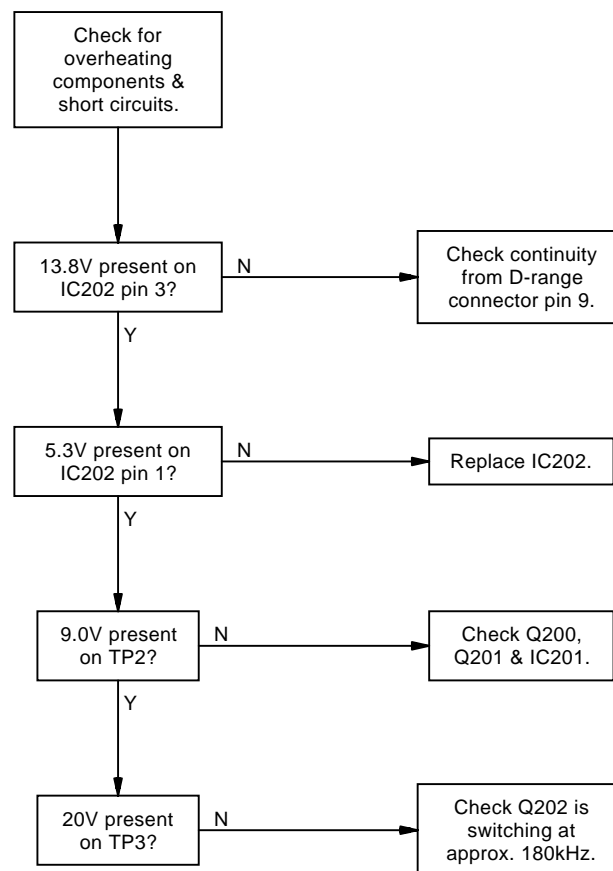 Check for
overheating
components &
short circuits.
13.8V present on
IC202 pin 3?
N
Check continuity
from D-range
connector pin 9.
Y
5.3V present on
IC202 pin 1?
N
Replace IC202.
Y
9.0V present
on TP2?
N
Check Q200,
Q201 & IC201.
Y
20V present
on TP3?
N
Check Q202 is
switching at
approx. 180kHz.